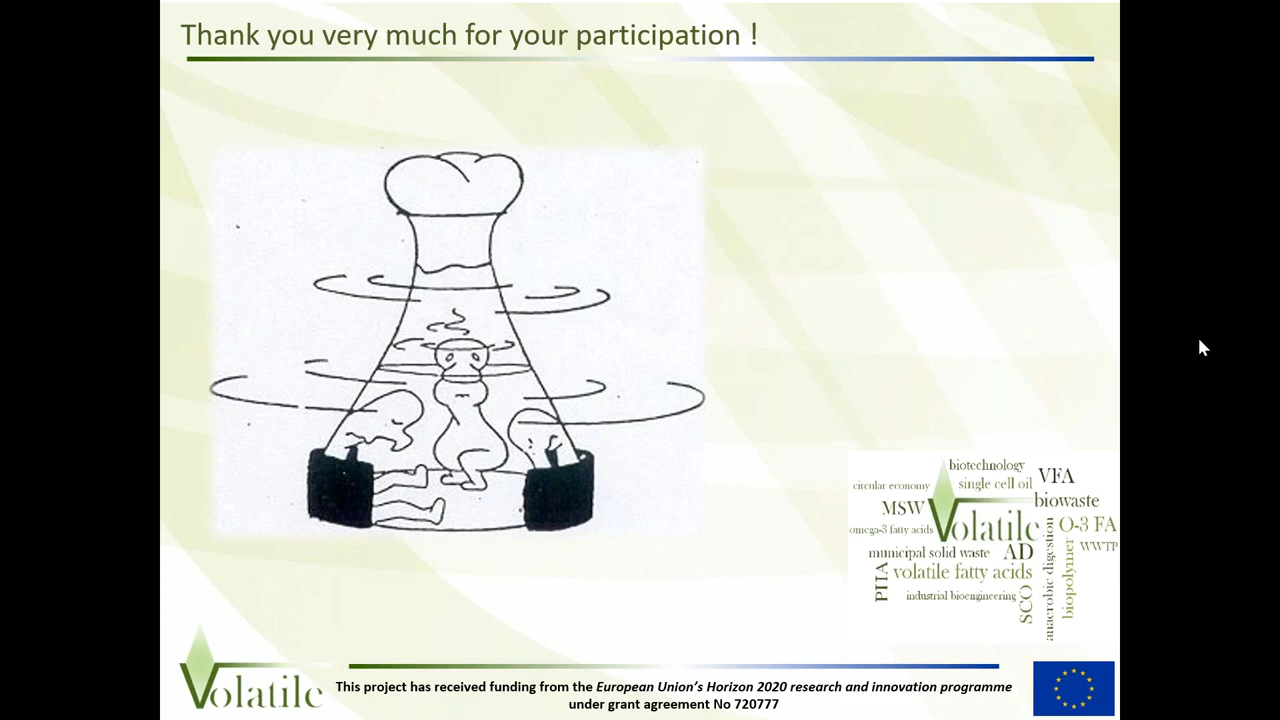 Thank you very much for your participation !
biotechnology
circular economy
single cell oil
VFA
MSW
biowaste
Volatile
omega-3 fatty acids
O-3 FA
WWTP
municipal solid waste
AD
volatile fatty acids
PHA
industrial bioengineering
SCO
anaerobic digestion
biopolymer
Volatile
This project has received funding from the European Union’s Horizon 2020 research and innovation programme
under grant agreement No 720777